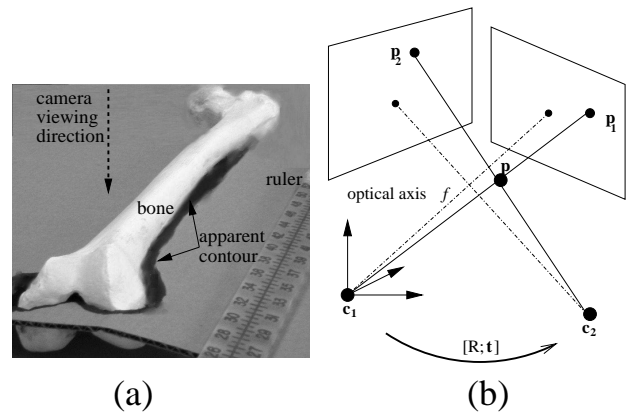 camera
viewing
direction
bone
ruler
apparent
contour
(a)
p2
p1
p
optical axis f
c1
c2
[R; t]
(b)